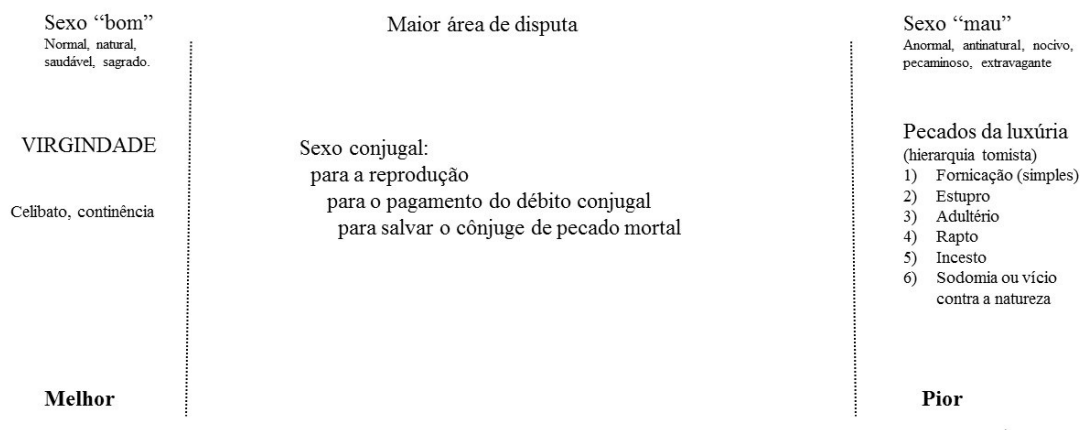 Sexo “bom”
Normal, natural,
saudável, sagrado.
VIRGINDADE
Celibato, continência
Melhor
Maior área de disputa
Sexo conjugal:
para a reprodução
para o pagamento do débito conjugal
para salvar o cônjuge de pecado mortal
Sexo “mau”
Anormal, antinatural, nocivo,
pecaminoso, extravagante
Pecados da luxúria
(hierarquia tomista)
1) Fornicação (simples)
2) Estupro
3) Adultério
4) Rapto
5) Incesto
6) Sodomia ou vício
contra a natureza
Pior